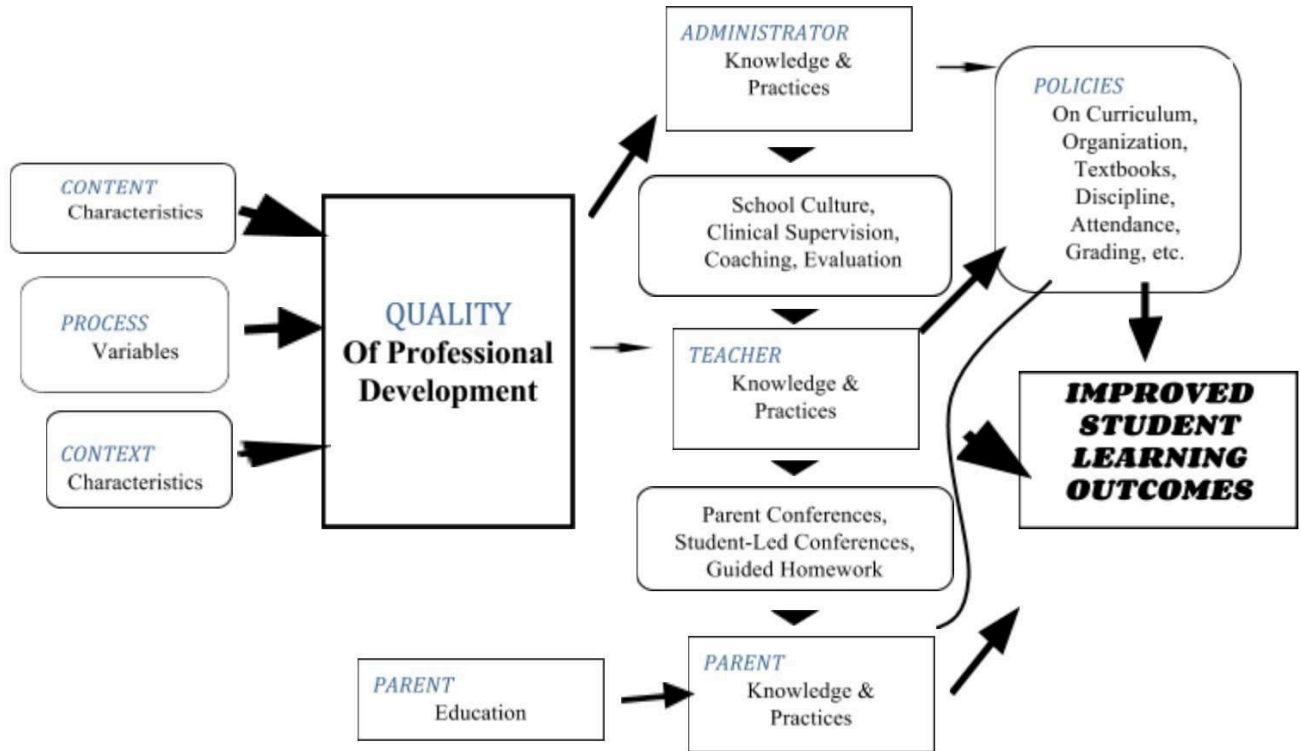 CONTENT
Characteristics
PROCESS
Variables
CONTEXT
Characteristics
QUALITY
Of Professional
Development
ADMINISTRATOR
Knowledge &
Practices
School Culture,
Clinical Supervision,
Coaching, Evaluation
TEACHER
Knowledge &
Practices
Parent Conferences,
Student-Led Conferences,
Guided Homework
PARENT
Education
PARENT
Knowledge &
Practices
POLICIES
On Curriculum,
Organization,
Textbooks,
Discipline,
Attendance,
Grading, etc.
IMPROVED
STUDENT
LEARNING
OUTCOMES